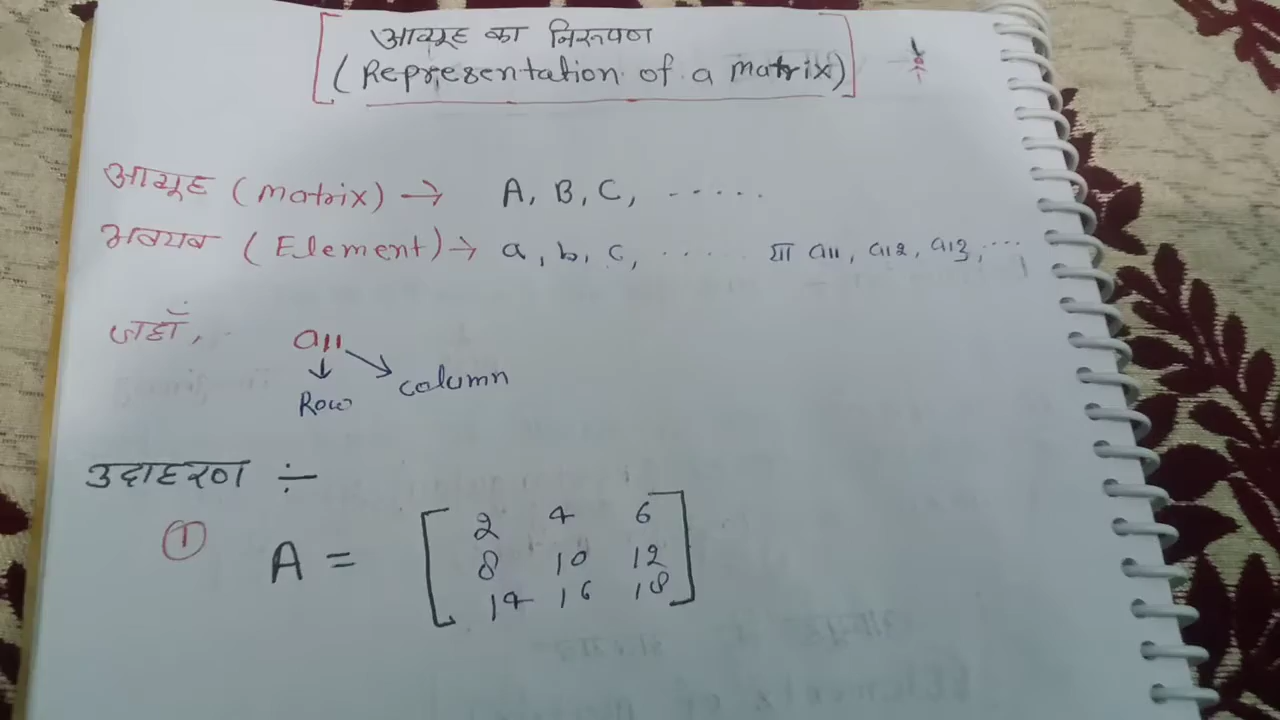 आव्यूह का निरूपण
(Representation of a matrix)
आव्यूह (matrix) → A, B, C, ......
अवयव (Element) → a, b, c, ..... या a11, a12, a13, ....
जहाँ, a11
Row column
उदाहरण ÷
① A = [ 2 4 6
8 10 12
14 16 18 ]